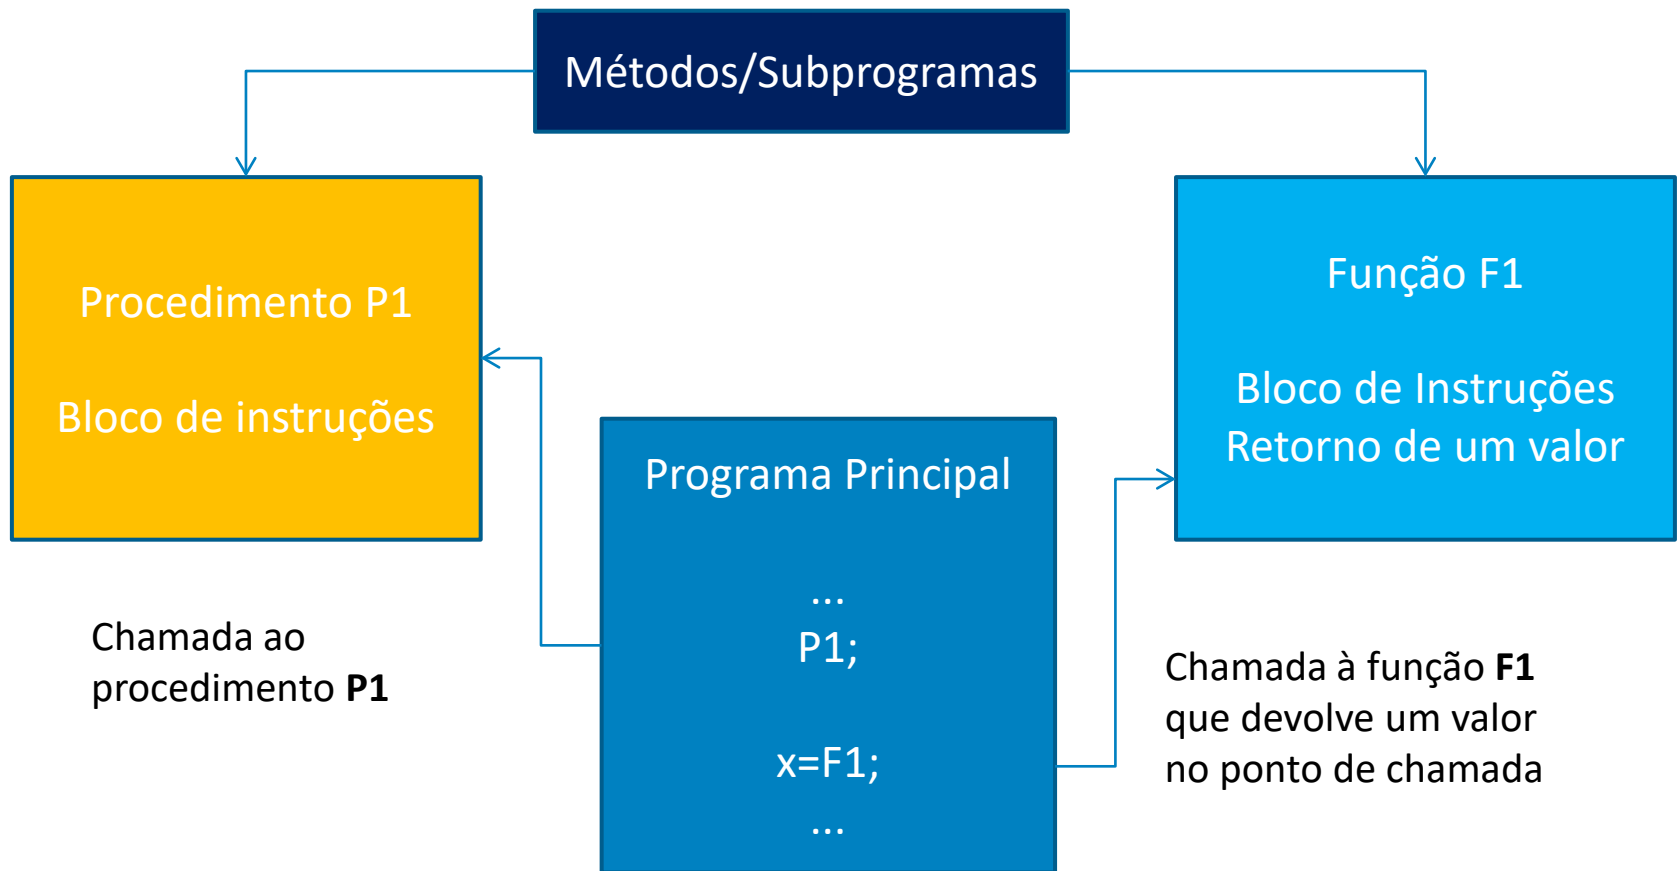 Métodos/Subprogramas
Procedimento P1
Bloco de instruções
Função F1
Bloco de Instruções
Retorno de um valor
Programa Principal
...
P1;
x=F1;
...
Chamada ao
procedimento P1
Chamada à função F1
que devolve um valor
no ponto de chamada